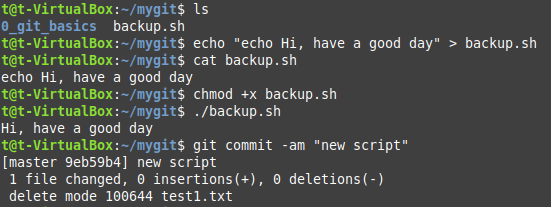 t@t-VirtualBox:~/mygit$ ls
0_git_basics  backup.sh
t@t-VirtualBox:~/mygit$ echo "echo Hi, have a good day" > backup.sh
t@t-VirtualBox:~/mygit$ cat backup.sh
echo Hi, have a good day
t@t-VirtualBox:~/mygit$ chmod +x backup.sh
t@t-VirtualBox:~/mygit$ ./backup.sh
Hi, have a good day
t@t-VirtualBox:~/mygit$ git commit -am "new script"
[master 9eb59b4] new script
 1 file changed, 0 insertions(+), 0 deletions(-)
 delete mode 100644 test1.txt